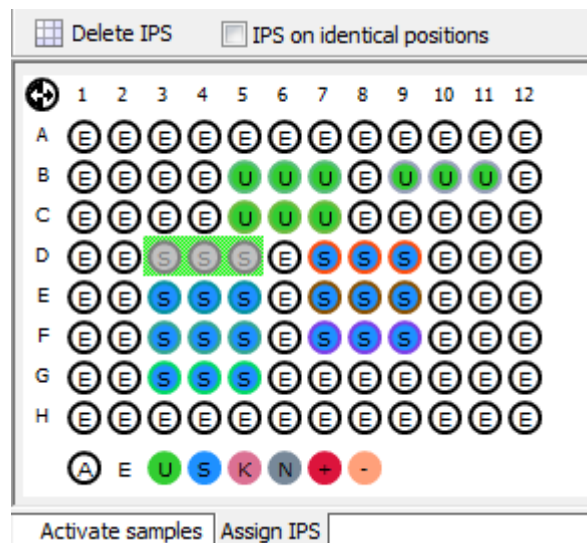 Delete IPS IPS on identical positions
1 2 3 4 5 6 7 8 9 10 11 12
A E E E E E E E E E E E E
B E E E E U U U E U U U E
C E E E E U U U E E E E E
D E E S S S E S S S E E E
E E E S S S E S S S E E E
F E E S S S E S S S E E E
G E E S S S E E E E E E E
H E E E E E E E E E E E E
A E U S K N + -
Activate samples Assign IPS